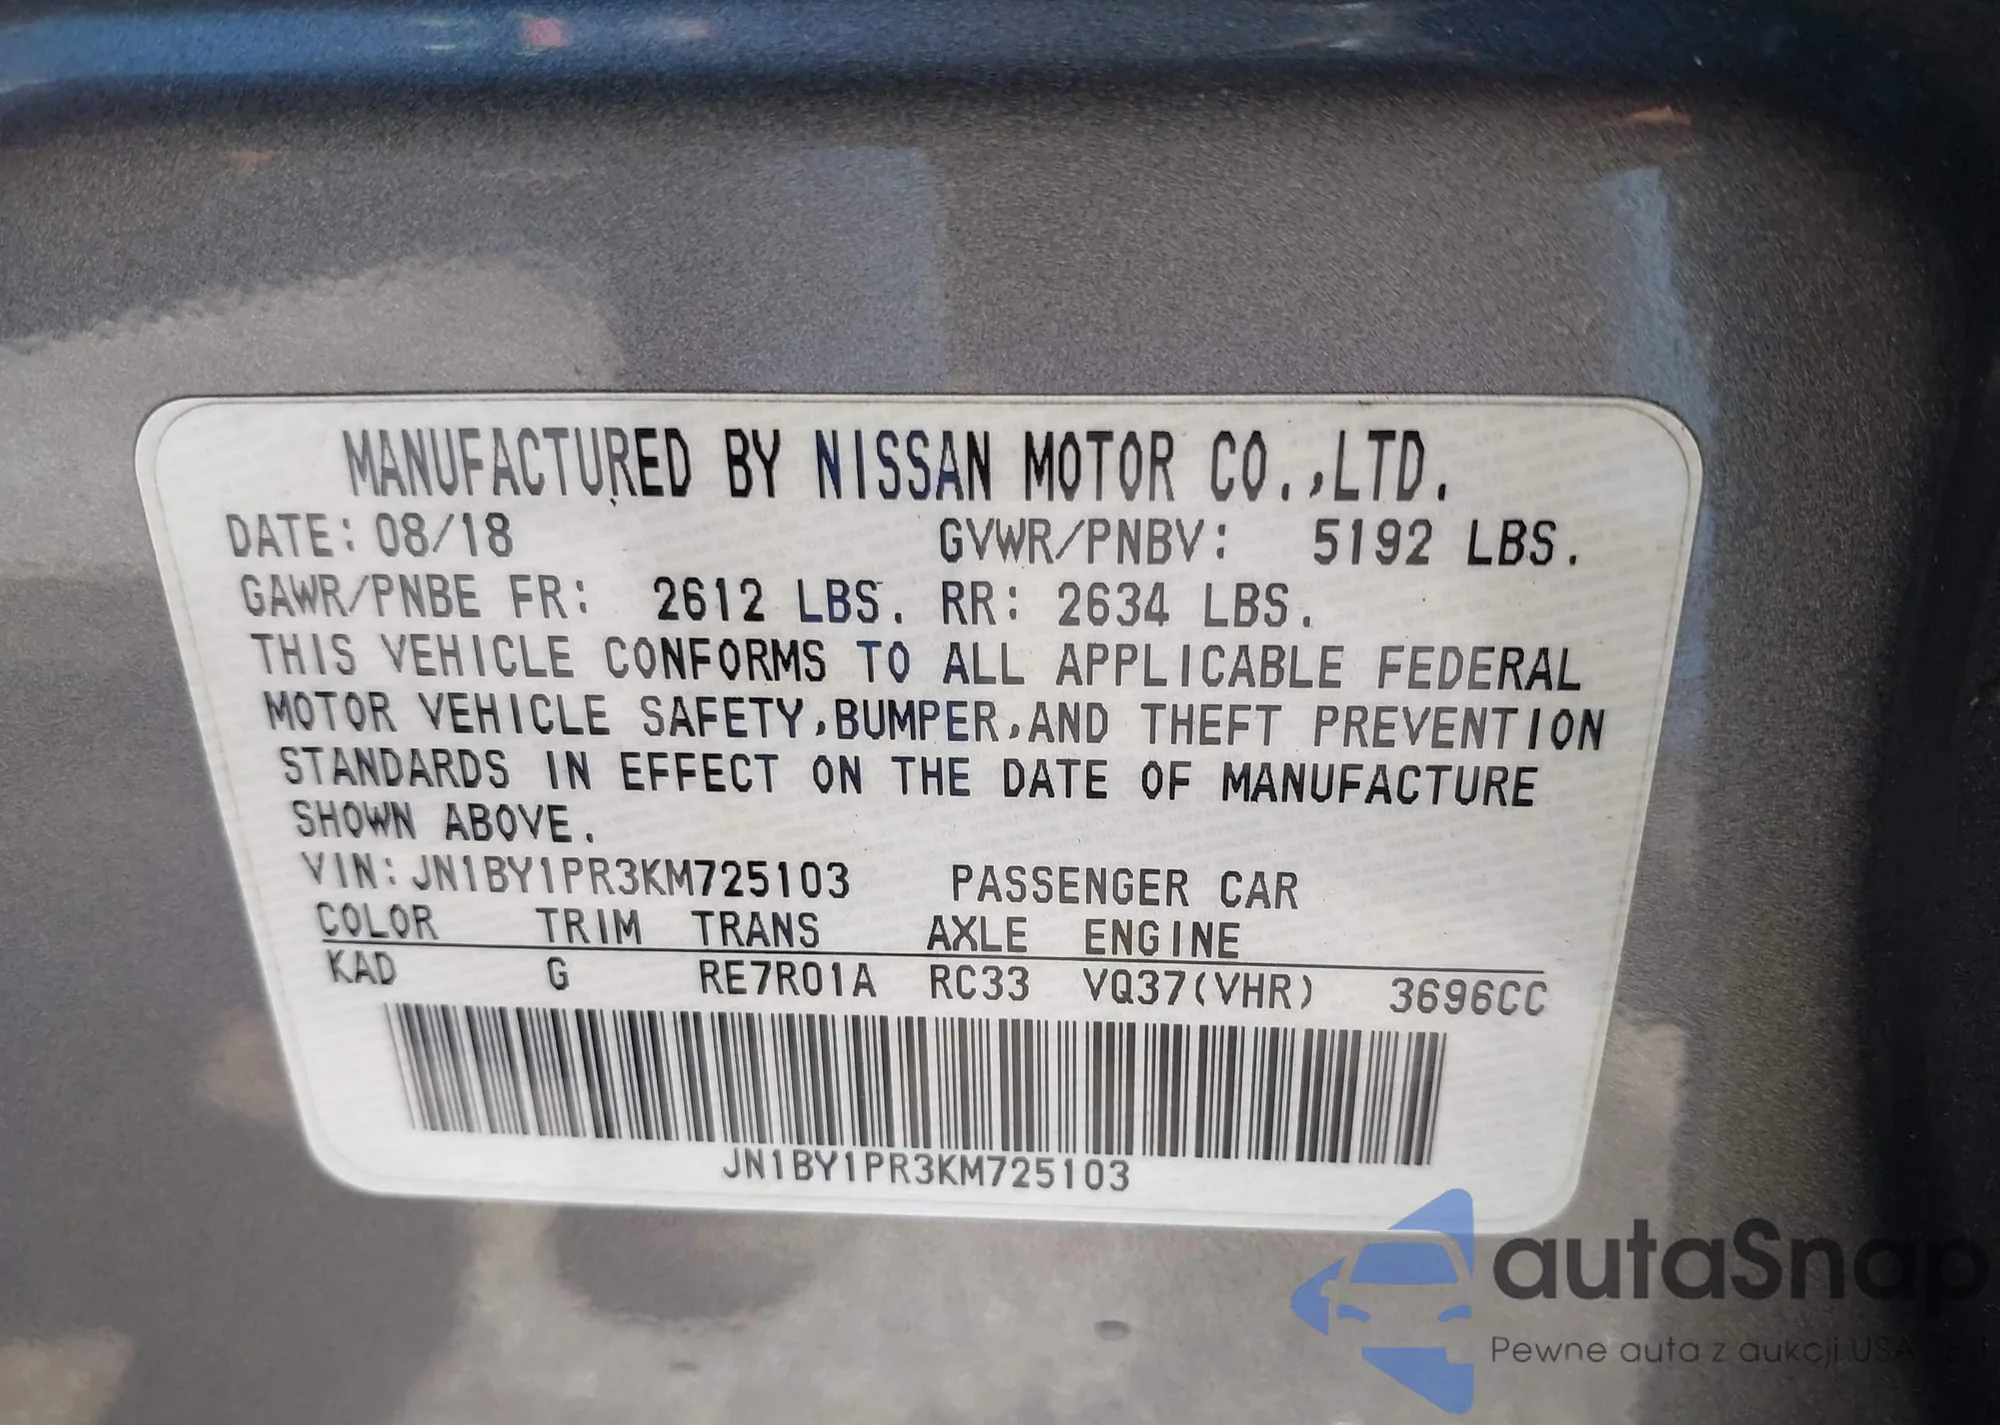 MANUFACTURED BY NISSAN MOTOR CO.,LTD.
DATE: 08/18 GVWR/PNBV: 5192 LBS.
GAWR/PNBE FR: 2612 LBS. RR: 2634 LBS.
THIS VEHICLE CONFORMS TO ALL APPLICABLE FEDERAL
MOTOR VEHICLE SAFETY,BUMPER,AND THEFT PREVENTION
STANDARDS IN EFFECT ON THE DATE OF MANUFACTURE
SHOWN ABOVE.
VIN:JN1BY1PR3KM725103 PASSENGER CAR
COLOR TRIM TRANS AXLE ENGINE
KAD G RE7R01A RC33 VQ37(VHR) 3696CC
JN1BY1PR3KM725103
autaSnap
Pewne auta z aukcji USA